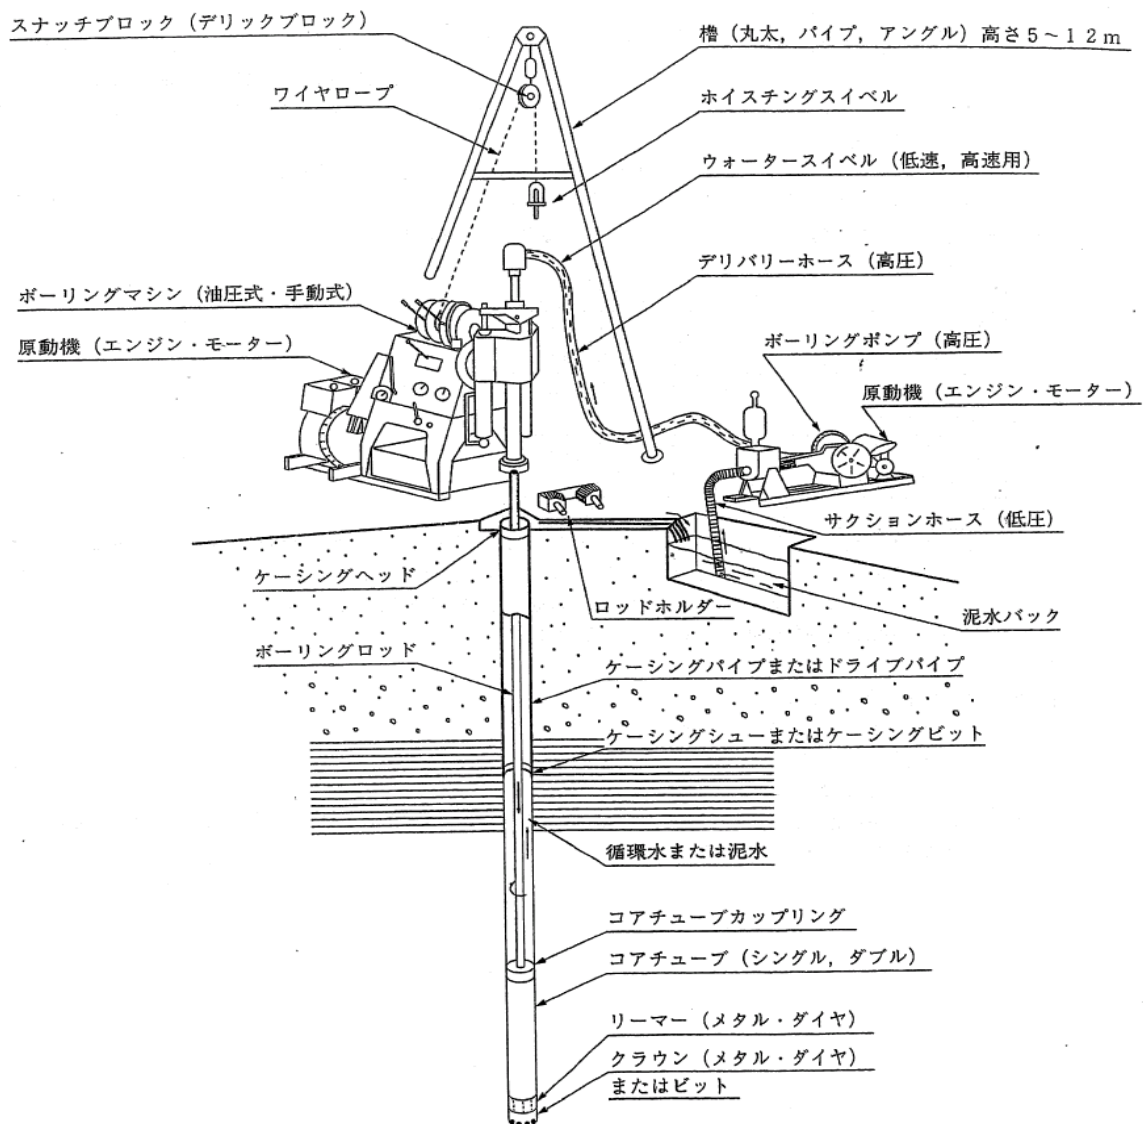 スナッチブロック（デリックブロック）
櫓（丸太，パイプ，アングル）高さ５～１２ｍ
ワイヤロープ
ホイスチングスイベル
ウォータースイベル（低速，高速用）
デリバリーホース（高圧）
ボーリングマシン（油圧式・手動式）
原動機（エンジン・モーター）
ボーリングポンプ（高圧）
原動機（エンジン・モーター）
サクションホース（低圧）
ケーシングヘッド
ロッドホルダー
泥水バック
ボーリングロッド
ケーシングパイプまたはドライブパイプ
ケーシングシューまたはケーシングビット
循環水または泥水
コアチューブカップリング
コアチューブ（シングル，ダブル）
リーマー（メタル・ダイヤ）
クラウン（メタル・ダイヤ）
またはビット